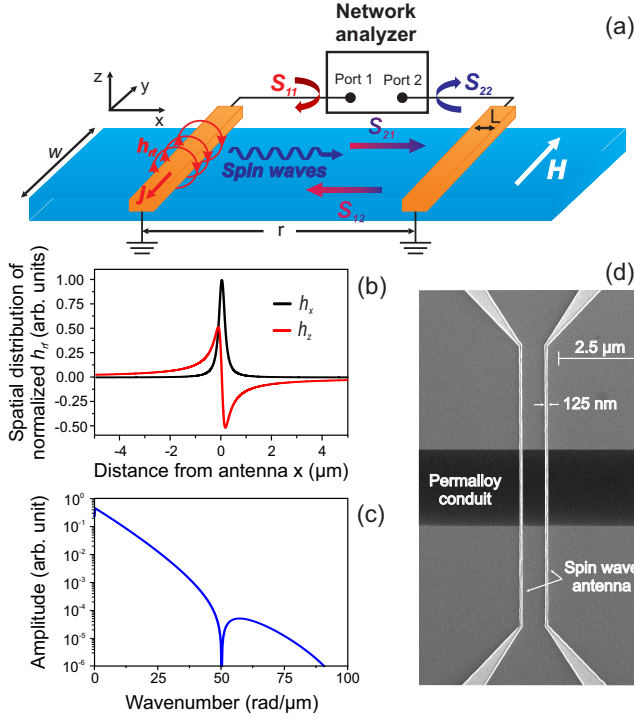 Network
analyzer
(a)
Port 1 Port 2
S11
S22
z
y
x
w
hrf
J
Spin waves
S21
S12
L
H
r
(b)
Spatial distribution of
normalized hrf (arb. units)
1.00
0.75
0.50
0.25
0.00
-0.25
-0.50
hx
hz
-4 -2 0 2 4
Distance from antenna x (µm)
(c)
Amplitude (arb. unit)
10^0
10^-1
10^-2
10^-3
10^-4
10^-5
10^-6
0 25 50 75 100
Wavenumber (rad/µm)
(d)
2.5 µm
125 nm
Permalloy
conduit
Spin wave
antenna